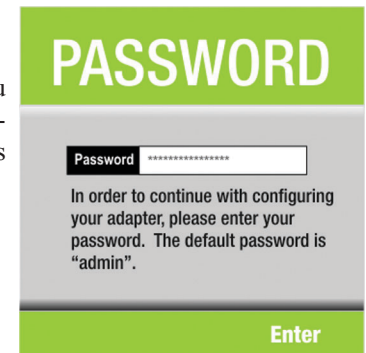 PASSWORD
u
-
s
Password ****************
In order to continue with configuring
your adapter, please enter your
password.  The default password is
“admin”.
Enter